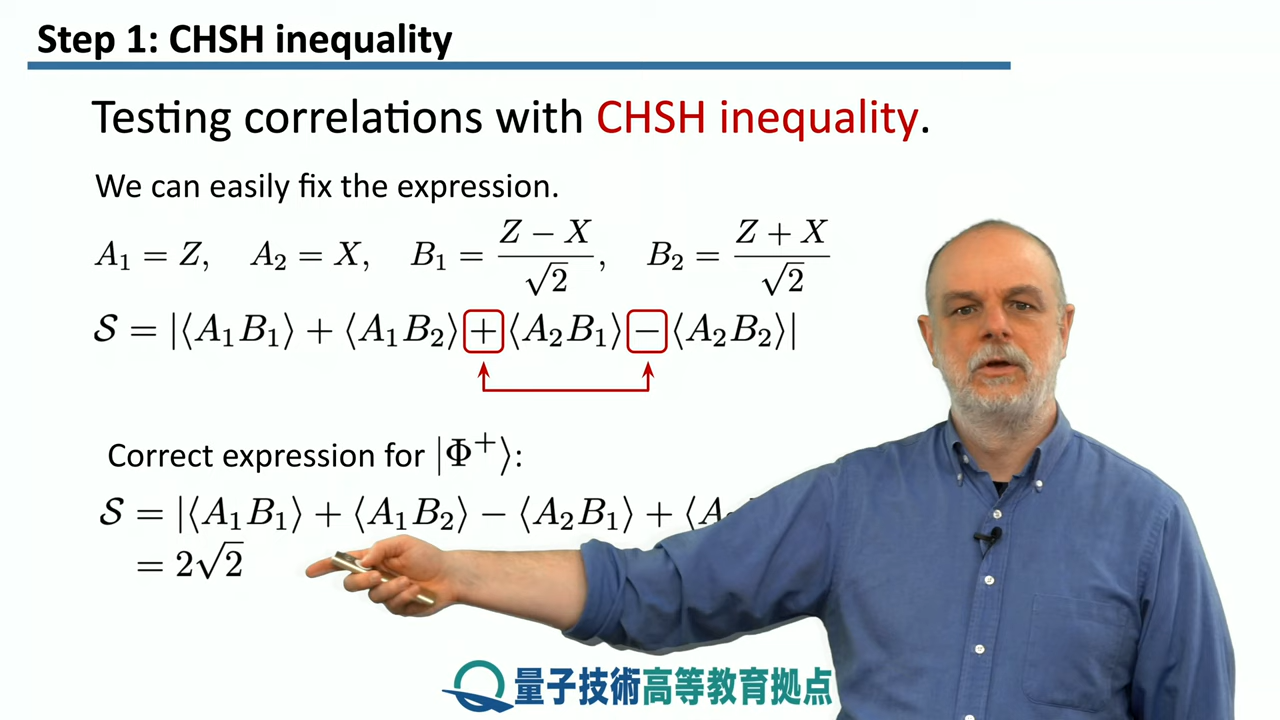 Step 1: CHSH inequality
Testing correlations with CHSH inequality.
We can easily fix the expression.
A₁ = Z, A₂ = X, B₁ = (Z − X)/√2, B₂ = (Z + X)/√2
𝒮 = |⟨A₁B₁⟩ + ⟨A₁B₂⟩ + ⟨A₂B₁⟩ − ⟨A₂B₂⟩|
Correct expression for |Φ⁺⟩:
𝒮 = |⟨A₁B₁⟩ + ⟨A₁B₂⟩ − ⟨A₂B₁⟩ + ⟨A
= 2√2
量子技術高等教育拠点